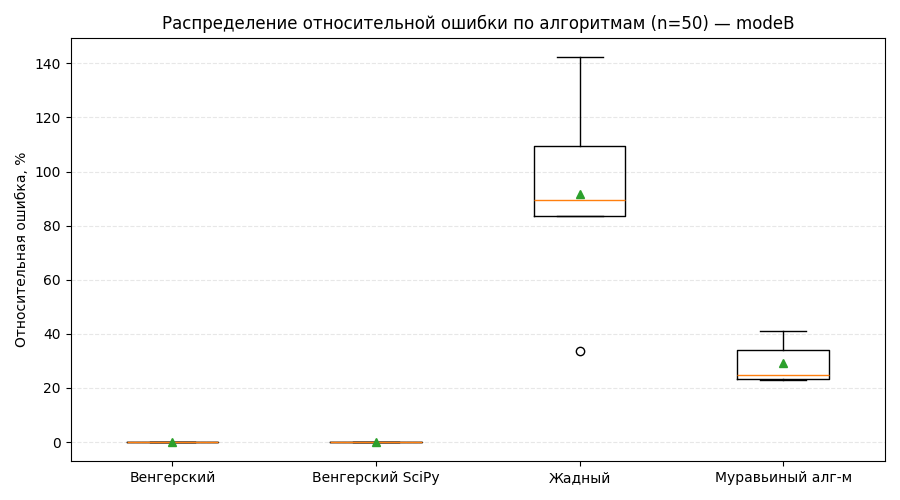 Распределение относительной ошибки по алгоритмам (n=50) — modeB
Относительная ошибка, %
140
120
100
80
60
40
20
0
Венгерский
Венгерский SciPy
Жадный
Муравьиный алг-м